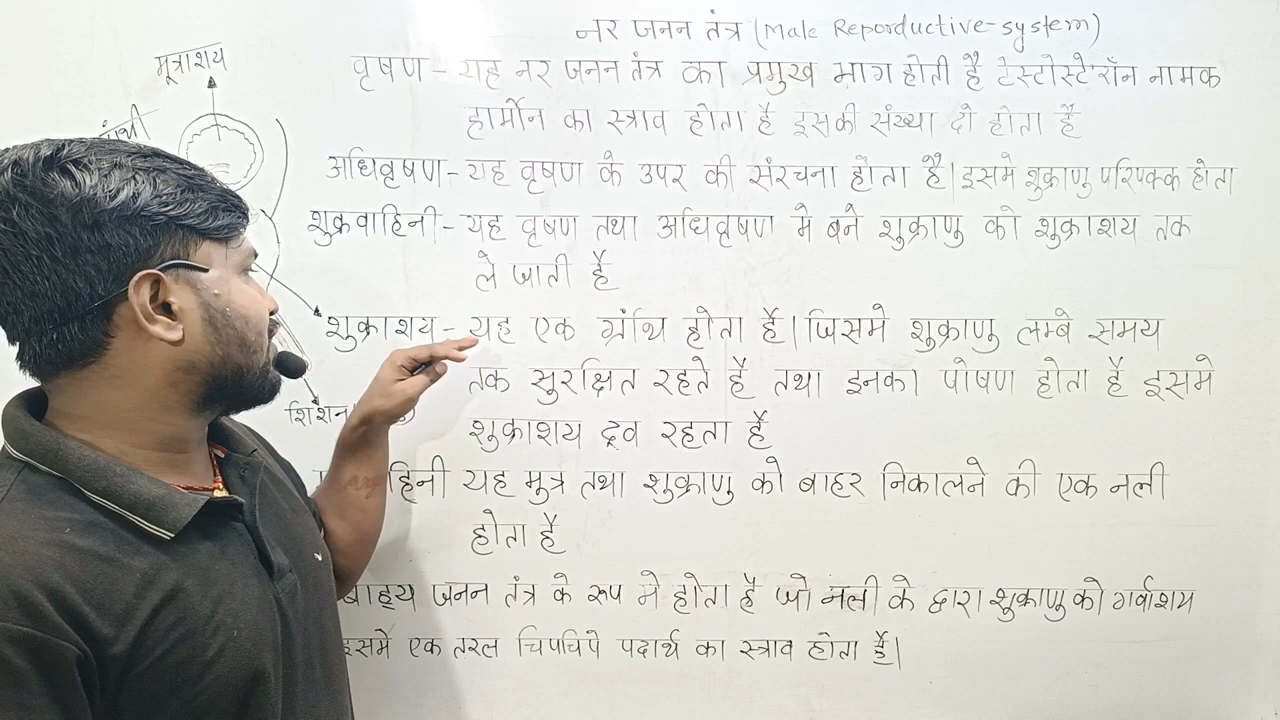 नर जनन तंत्र (Male Reporductive-system)
मूत्राशय
वृषण - यह नर जनन तंत्र का प्रमुख भाग होती है टेस्टोस्टेरॉन नामक
हार्मोन का स्त्राव होता है इसकी संख्या दो होता है
अधिवृषण - यह वृषण के उपर की संरचना होता है। इसमे शुक्राणु परिपक्क होता
शुक्रवाहिनी - यह वृषण तथा अधिवृषण मे बने शुक्राणु को शुक्राशय तक
ले जाती है
शुक्राशय - यह एक ग्रंथि होता है। जिसमे शुक्राणु लम्बे समय
तक सुरक्षित रहते है तथा इनका पोषण होता है इसमे
शिशन
शुक्राशय द्रव रहता है
हिनी यह मुत्र तथा शुक्राणु को बाहर निकालने की एक नली
होता है
बाह्य जनन तंत्र के रूप मे होता है जो नली के द्वारा शुक्राणु को गर्वाशय
इसमे एक तरल चिपचिपे पदार्थ का स्त्राव होता है।